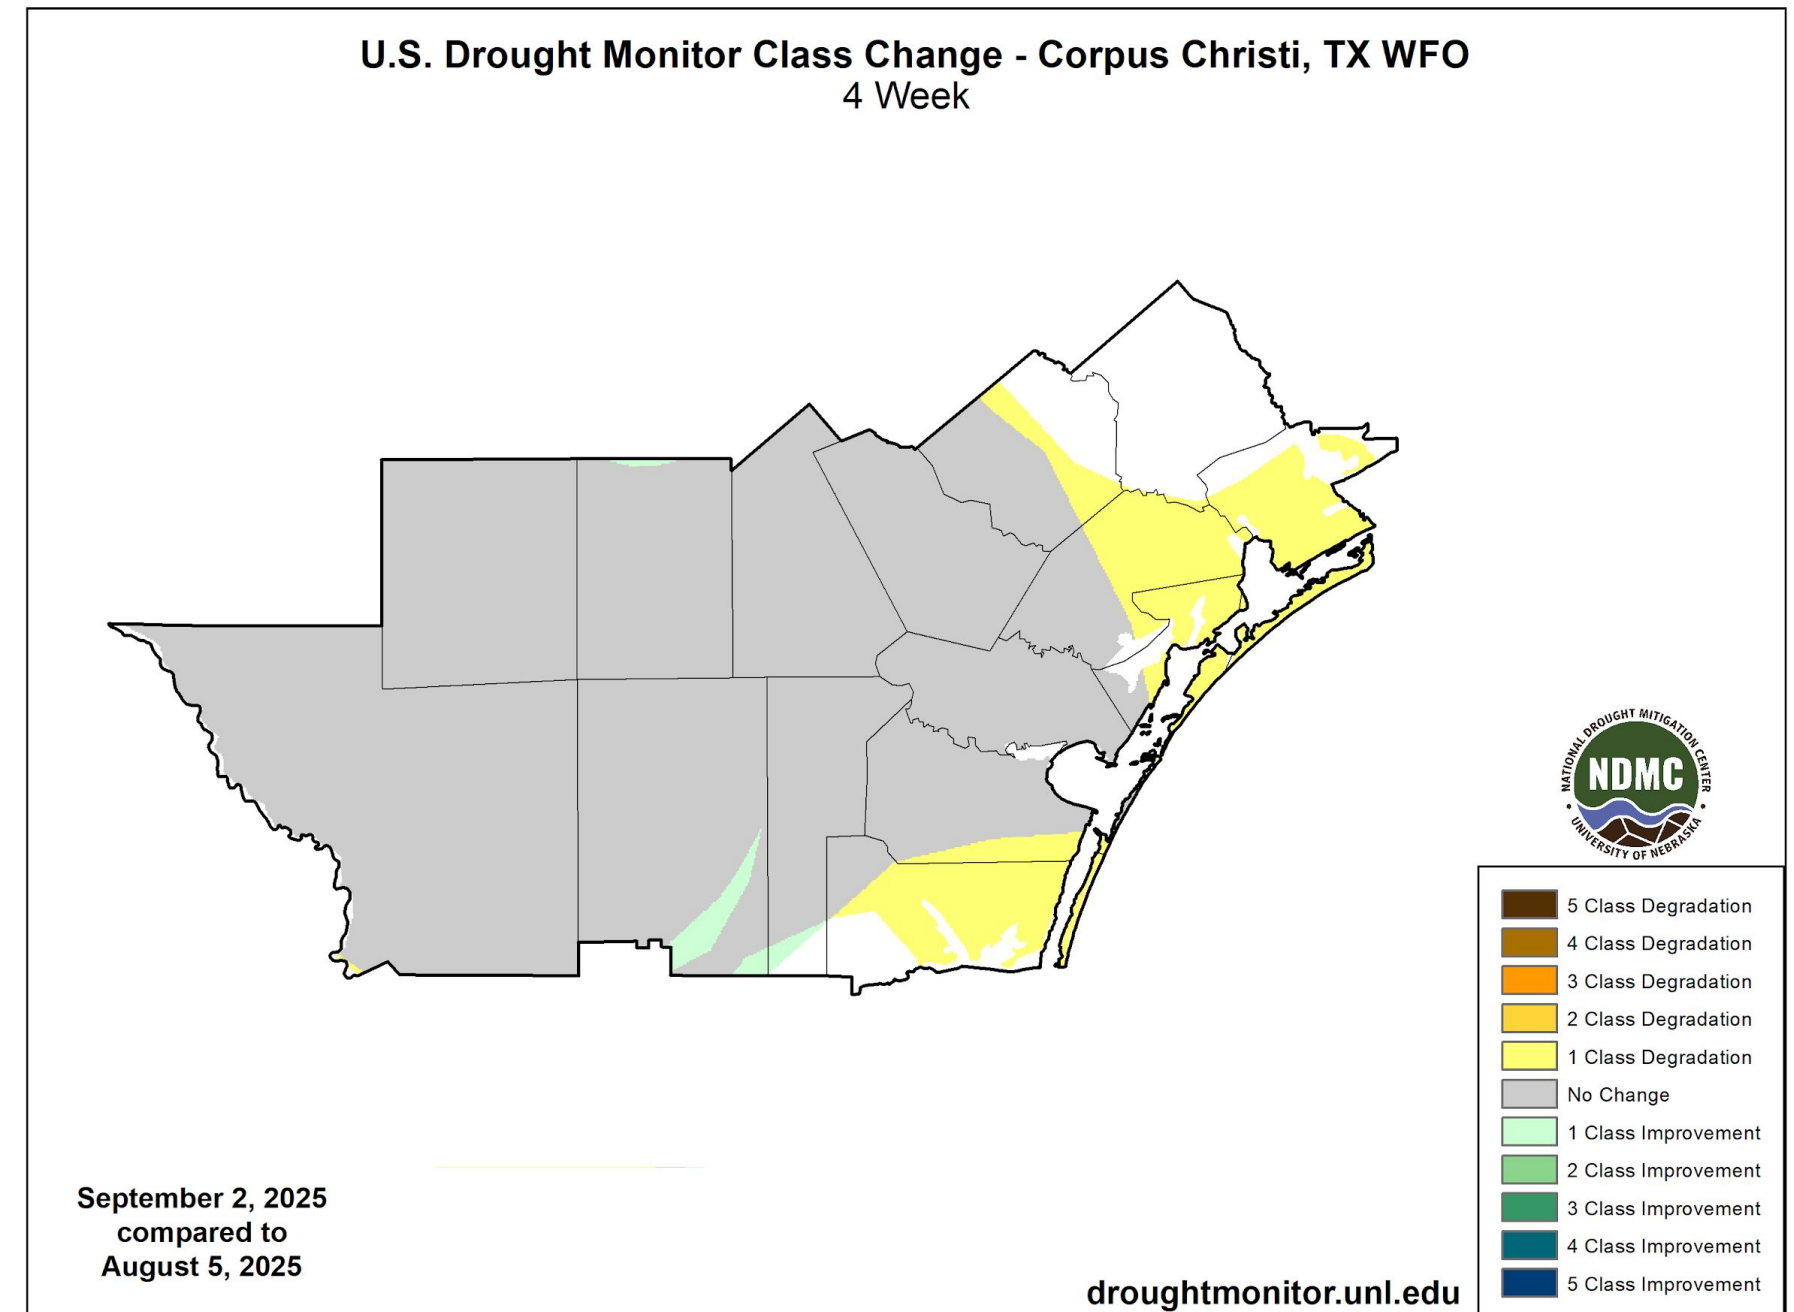 U.S. Drought Monitor Class Change - Corpus Christi, TX WFO
4 Week
NATIONAL DROUGHT MITIGATION CENTER
NDMC
UNIVERSITY OF NEBRASKA
5 Class Degradation
4 Class Degradation
3 Class Degradation
2 Class Degradation
1 Class Degradation
No Change
1 Class Improvement
2 Class Improvement
3 Class Improvement
4 Class Improvement
5 Class Improvement
September 2, 2025
compared to
August 5, 2025
droughtmonitor.unl.edu